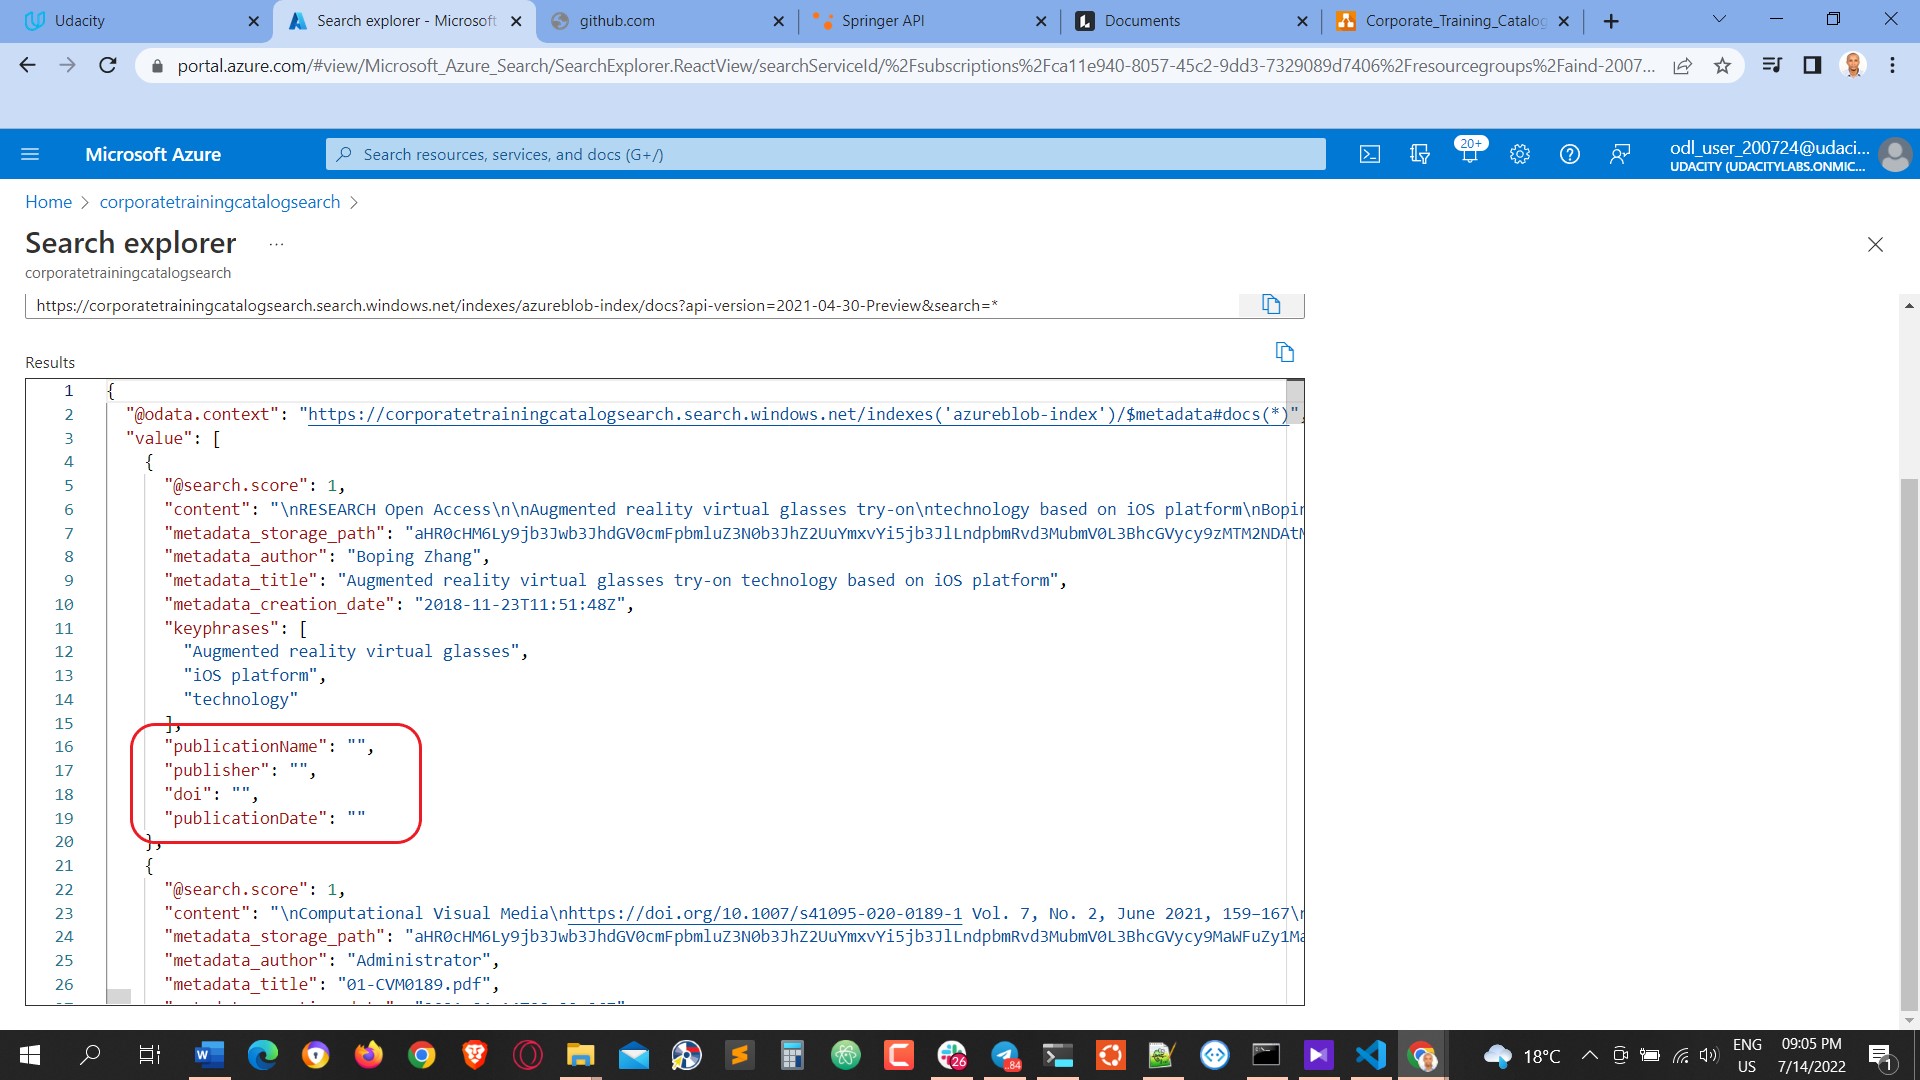 Udacity
Search explorer - Microsoft
github.com
Springer API
Documents
Corporate_Training_Catalog
portal.azure.com/#view/Microsoft_Azure_Search/SearchExplorer.ReactView/searchServiceId/%2Fsubscriptions%2Fca11e940-8057-45c2-9dd3-7329089d7406%2Fresourcegroups%2Faind-2007...
Microsoft Azure
Search resources, services, and docs (G+/)
20+
odl_user_200724@udaci...
UDACITY (UDACITYLABS.ONMIC...
Home > corporatetrainingcatalogsearch >
Search explorer ...
corporatetrainingcatalogsearch
https://corporatetrainingcatalogsearch.search.windows.net/indexes/azureblob-index/docs?api-version=2021-04-30-Preview&search=*
Results
1 {
2 "@odata.context": "https://corporatetrainingcatalogsearch.search.windows.net/indexes('azureblob-index')/$metadata#docs(*)",
3 "value": [
4 {
5 "@search.score": 1,
6 "content": "\nRESEARCH Open Access\n\nAugmented reality virtual glasses try-on\ntechnology based on iOS platform\nBopin
7 "metadata_storage_path": "aHR0cHM6Ly9jb3Jwb3JhdGV0cmFpbmluZ3N0b3JhZ2UuYmxvYi5jb3JlLndpbmRvd3MubmV0L3BhcGVycy9zMTM2NDAtM
8 "metadata_author": "Boping Zhang",
9 "metadata_title": "Augmented reality virtual glasses try-on technology based on iOS platform",
10 "metadata_creation_date": "2018-11-23T11:51:48Z",
11 "keyphrases": [
12 "Augmented reality virtual glasses",
13 "iOS platform",
14 "technology"
15 ],
16 "publicationName": "",
17 "publisher": "",
18 "doi": "",
19 "publicationDate": ""
20 },
21 {
22 "@search.score": 1,
23 "content": "\nComputational Visual Media\nhttps://doi.org/10.1007/s41095-020-0189-1 Vol. 7, No. 2, June 2021, 159–167\n
24 "metadata_storage_path": "aHR0cHM6Ly9jb3Jwb3JhdGV0cmFpbmluZ3N0b3JhZ2UuYmxvYi5jb3JlLndpbmRvd3MubmV0L3BhcGVycy9MaWFuZy1Ma
25 "metadata_author": "Administrator",
26 "metadata_title": "01-CVM0189.pdf",
26
84
18°C
ENG
US
09:05 PM
7/14/2022
1